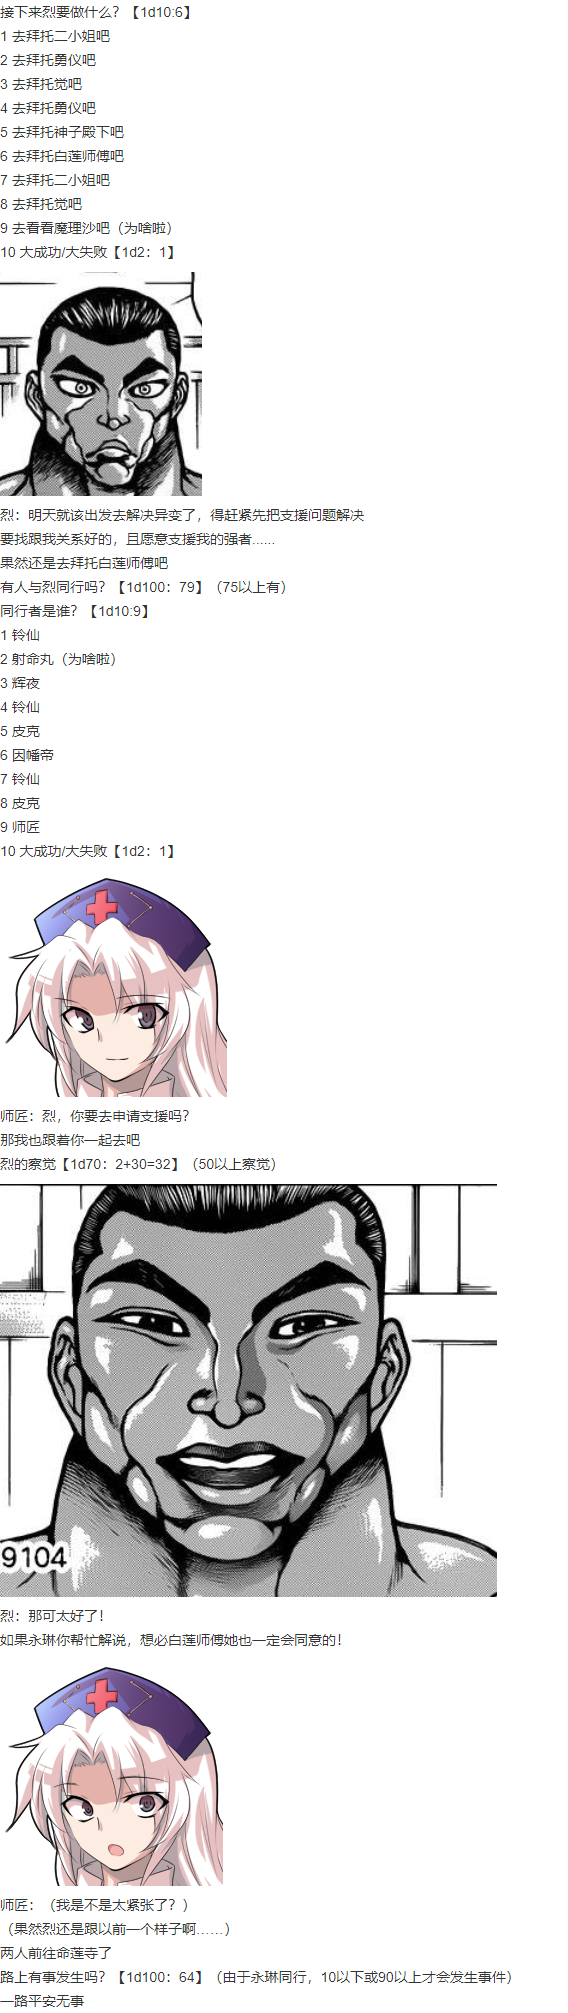 接下来烈要做什么？【1d10:6】
1 去拜托二小姐吧
2 去拜托勇仪吧
3 去拜托觉吧
4 去拜托勇仪吧
5 去拜托神子殿下吧
6 去拜托白莲师傅吧
7 去拜托二小姐吧
8 去拜托觉吧
9 去看看魔理沙吧（为啥啦）
10 大成功/大失败【1d2：1】
烈：明天就该出发去解决异变了，得赶紧先把支援问题解决
要找跟我关系好的，且愿意支援我的强者......
果然还是去拜托白莲师傅吧
有人与烈同行吗？【1d100：79】（75以上有）
同行者是谁？【1d10:9】
1 铃仙
2 射命丸（为啥啦）
3 辉夜
4 铃仙
5 皮克
6 因幡帝
7 铃仙
8 皮克
9 师匠
10 大成功/大失败【1d2：1】
师匠：烈，你要去申请支援吗？
那我也跟着你一起去吧
烈的察觉【1d70：2+30=32】（50以上察觉）
9104
烈：那可太好了！
如果永琳你帮忙解说，想必白莲师傅她也一定会同意的！
师匠：（我是不是太紧张了？）
（果然烈还是跟以前一个样子啊……）
两人前往命莲寺了
路上有事发生吗？【1d100：64】（由于永琳同行，10以下或90以上才会发生事件）
一路平安无事